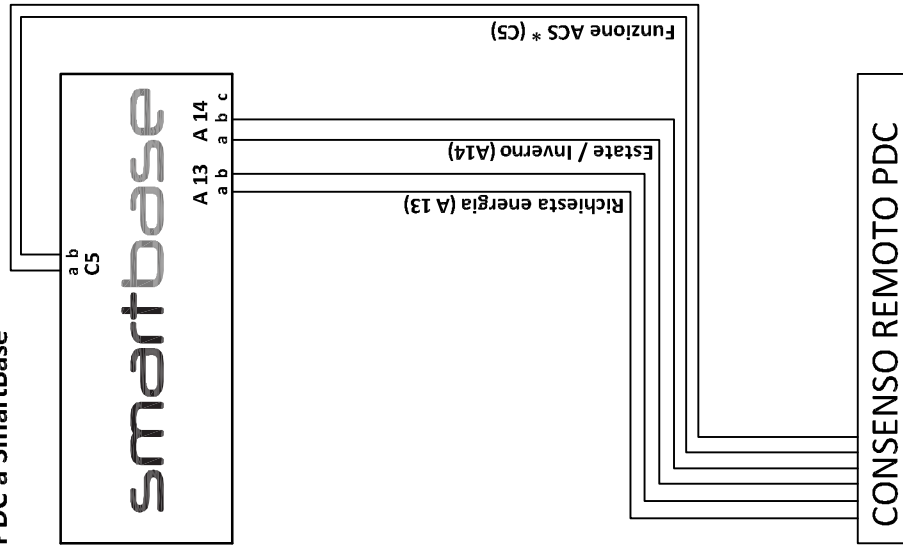 PDC a SmartBase
Funzione ACS * (C5)
a b
C5
smartbase
A 13
a b
A 14
a b c
Estate / Inverno (A14)
Richiesta energia (A 13)
CONSENSO REMOTO PDC